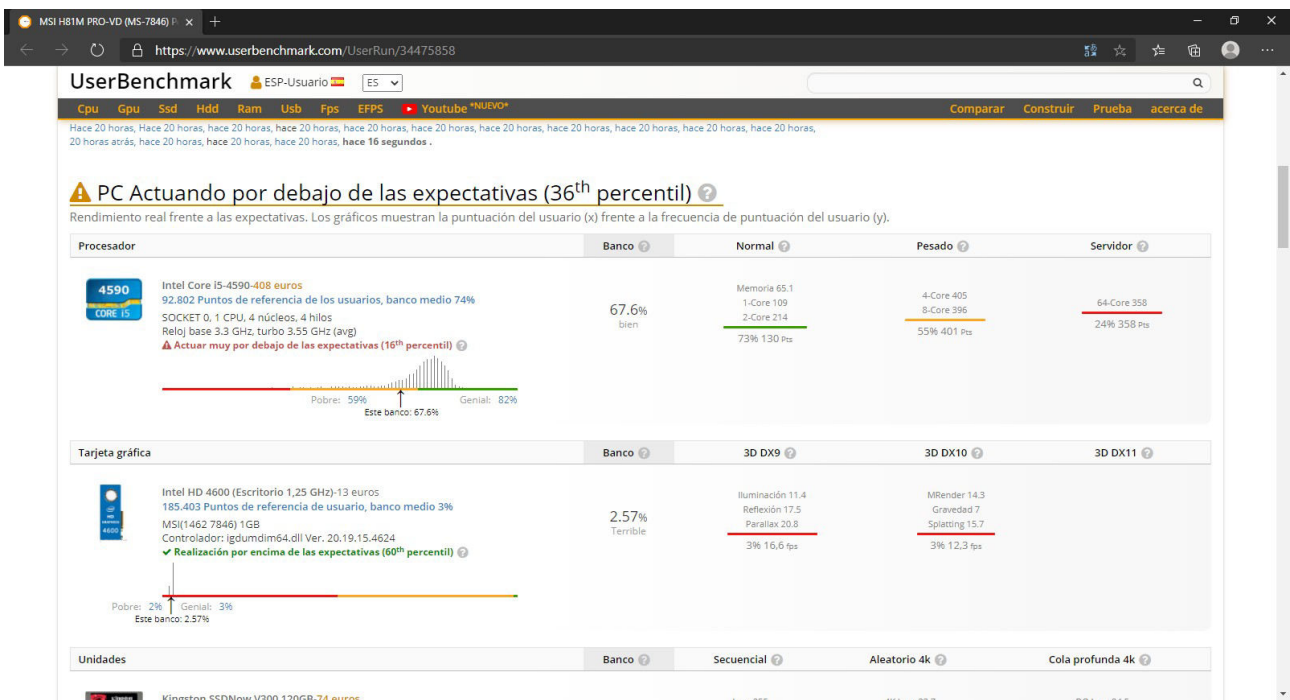 MSI H81M PRO-VD (MS-7846) P
https://www.userbenchmark.com/UserRun/34475858
UserBenchmark ESP-Usuario ES
Cpu Gpu Ssd Hdd Ram Usb Fps EFPS Youtube *NUEVO* Comparar Construir Prueba acerca de
Hace 20 horas, Hace 20 horas, hace 20 horas, hace 20 horas, hace 20 horas, hace 20 horas, hace 20 horas, hace 20 horas, hace 20 horas, hace 20 horas, hace 20 horas,
20 horas atrás, hace 20 horas, hace 20 horas, hace 20 horas, hace 16 segundos .
PC Actuando por debajo de las expectativas (36th percentil)
Rendimiento real frente a las expectativas. Los gráficos muestran la puntuación del usuario (x) frente a la frecuencia de puntuación del usuario (y).
Procesador Banco Normal Pesado Servidor
4590
CORE i5
Intel Core i5-4590-408 euros
92.802 Puntos de referencia de los usuarios, banco medio 74%
SOCKET 0, 1 CPU, 4 núcleos, 4 hilos
Reloj base 3.3 GHz, turbo 3.55 GHz (avg)
Actuar muy por debajo de las expectativas (16th percentil)
Pobre: 59% Genial: 82%
Este banco: 67.6%
67.6%
bien
Memoria 65.1
1-Core 109
2-Core 214
73% 130 Pts
4-Core 405
8-Core 396
55% 401 Pts
64-Core 358
24% 358 Pts
Tarjeta gráfica Banco 3D DX9 3D DX10 3D DX11
4600
Intel HD 4600 (Escritorio 1,25 GHz)-13 euros
185.403 Puntos de referencia de usuario, banco medio 3%
MSI(1462 7846) 1GB
Controlador: igdumdim64.dll Ver. 20.19.15.4624
Realización por encima de las expectativas (60th percentil)
Pobre: 2% Genial: 3%
Este banco: 2.57%
2.57%
Terrible
Iluminación 11.4
Reflexión 17.5
Parallax 20.8
3% 16,6 fps
MRender 14.3
Gravedad 7
Splatting 15.7
3% 12,3 fps
Unidades Banco Secuencial Aleatorio 4k Cola profunda 4k
Kingston SSDNow V300 120GB-74 euros